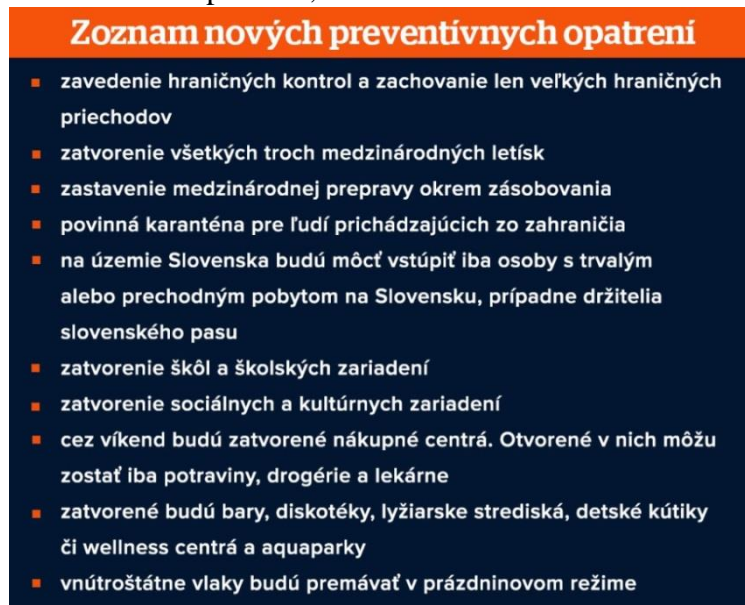 Zoznam nových preventívnych opatrení
▪ zavedenie hraničných kontrol a zachovanie len veľkých hraničných
priechodov
▪ zatvorenie všetkých troch medzinárodných letísk
▪ zastavenie medzinárodnej prepravy okrem zásobovania
▪ povinná karanténa pre ľudí prichádzajúcich zo zahraničia
▪ na územie Slovenska budú môcť vstúpiť iba osoby s trvalým
alebo prechodným pobytom na Slovensku, prípadne držitelia
slovenského pasu
▪ zatvorenie škôl a školských zariadení
▪ zatvorenie sociálnych a kultúrnych zariadení
▪ cez víkend budú zatvorené nákupné centrá. Otvorené v nich môžu
zostať iba potraviny, drogérie a lekárne
▪ zatvorené budú bary, diskotéky, lyžiarske strediská, detské kútiky
či wellness centrá a aquaparky
▪ vnútroštátne vlaky budú premávať v prázdninovom režime